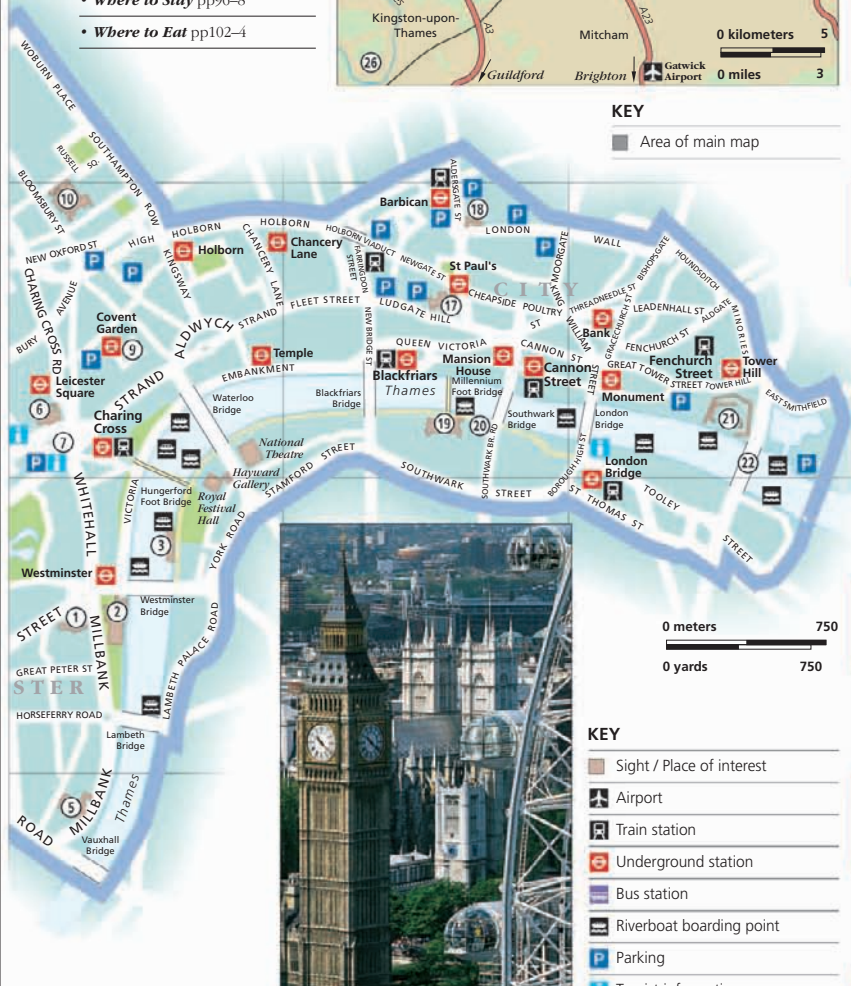 • Where to Stay pp96–8
• Where to Eat pp102–4
Kingston-upon-
Thames
A3
Mitcham
A23
26
Guildford
Brighton
Gatwick
Airport
0 kilometers 5
0 miles 3
KEY
Area of main map
WOBURN PLACE
RUSSELL SQ
SOUTHAMPTON ROW
BLOOMSBURY ST
10
NEW OXFORD ST
HIGH HOLBORN
HOLBORN
Holborn
KINGSWAY
CHANCERY LANE
Chancery
Lane
HOLBORN VIADUCT
FARRINGDON
STREET
NEWGATE ST
Barbican
ALDERSGATE ST
18
LONDON WALL
MOORGATE
BISHOPSGATE
HOUNDSDITCH
St Paul's
17
CITY
CHEAPSIDE
POULTRY
KING WILLIAM STREET
THREADNEEDLE ST
LEADENHALL ST
ALDGATE
MINORIES
CHARING CROSS RD
BURY
AVENUE
Covent
Garden
9
ALDWYCH
STRAND
FLEET STREET
LUDGATE HILL
NEW BRIDGE ST
QUEEN VICTORIA
ST
CANNON ST
Bank
GRACECHURCH ST
FENCHURCH ST
Fenchurch
Street
Tower
Hill
GREAT TOWER STREET
TOWER HILL
EAST SMITHFIELD
Temple
EMBANKMENT
Blackfriars
Thames
Mansion
House
Cannon
Street
Monument
Millennium
Foot Bridge
Leicester
Square
6
7
STRAND
Charing
Cross
Waterloo
Bridge
Blackfriars
Bridge
19
20
Southwark
Bridge
SOUTHWARK BR. RD
London
Bridge
21
22
National
Theatre
Hayward
Gallery
Royal
Festival
Hall
STAMFORD STREET
SOUTHWARK STREET
BOROUGH HIGH ST
London
Bridge
ST THOMAS ST
TOOLEY STREET
WHITEHALL
VICTORIA
Hungerford
Foot Bridge
3
YORK ROAD
Westminster
Westminster
Bridge
STREET
1
2
MILLBANK
GREAT PETER ST
STER
HORSEFERRY ROAD
LAMBETH PALACE ROAD
Lambeth
Bridge
5
MILLBANK
Thames
ROAD
Vauxhall
Bridge
0 meters 750
0 yards 750
KEY
Sight / Place of interest
Airport
Train station
Underground station
Bus station
Riverboat boarding point
Parking